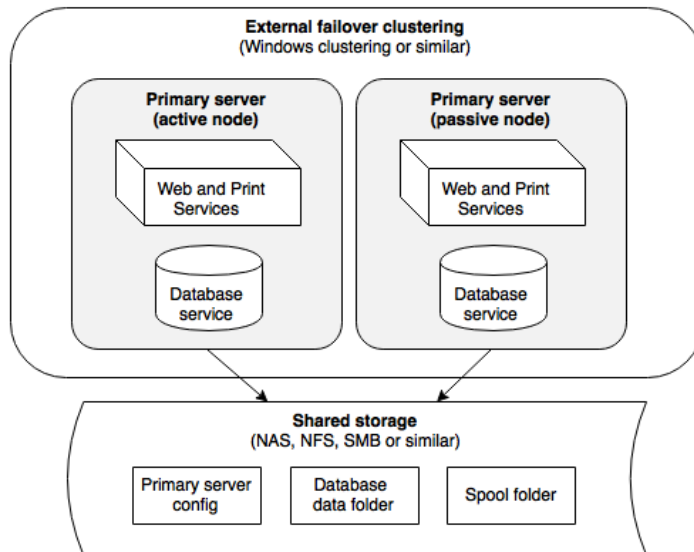 External failover clustering
(Windows clustering or similar)
Primary server
(active node)
Web and Print
Services
Database
service
Primary server
(passive node)
Web and Print
Services
Database
service
Shared storage
(NAS, NFS, SMB or similar)
Primary server
config
Database
data folder
Spool folder